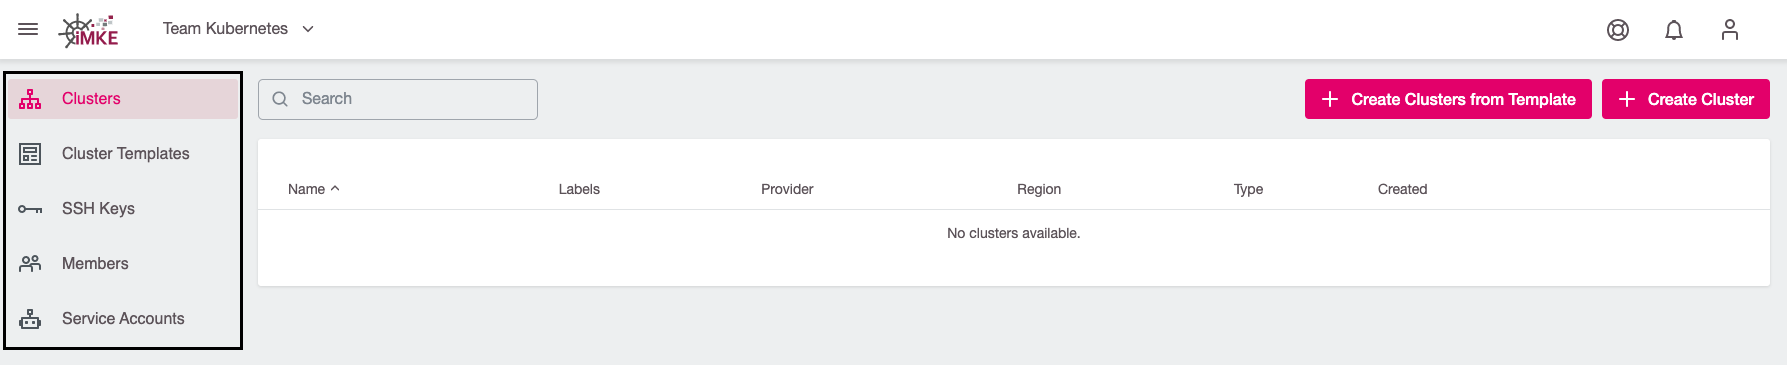 iMKE
Team Kubernetes
Clusters
Cluster Templates
SSH Keys
Members
Service Accounts
Search
Create Clusters from Template
Create Cluster
Name Labels Provider Region Type Created
No clusters available.